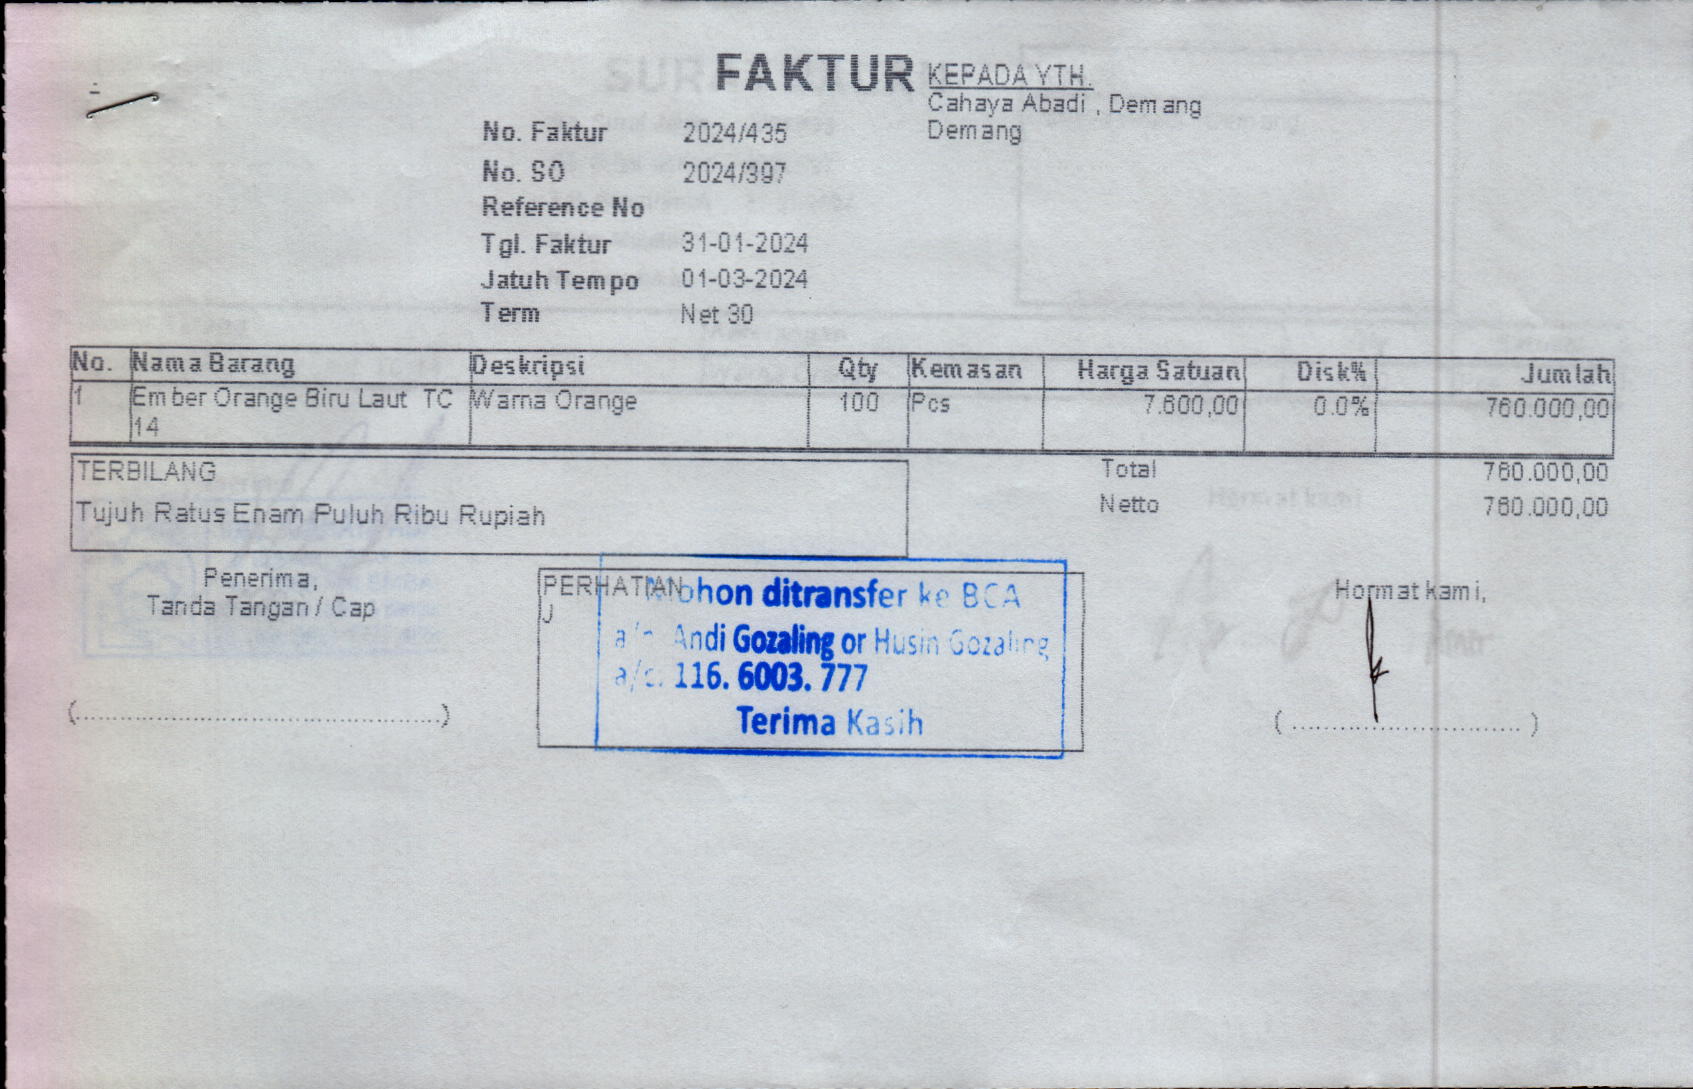 FAKTUR
KEPADA YTH.
Cahaya Abadi , Demang
Demang
No. Faktur 2024/435
No. SO 2024/397
Reference No
Tgl. Faktur 31-01-2024
Jatuh Tempo 01-03-2024
Term Net 30
No. Nama Barang Deskripsi Qty Kemasan Harga Satuan Disk% Jumlah
1 Ember Orange Biru Laut TC Warna Orange 100 Pcs 7.600,00 0.0% 760.000,00
14
TERBILANG Total 760.000,00
Tujuh Ratus Enam Puluh Ribu Rupiah Netto 760.000,00
Penerima,
Tanda Tangan / Cap
(............................................)
PERHATIAN
Mohon ditransfer ke BCA
a/n. Andi Gozaling or Husin Gozaling
a/c. 116. 6003. 777
Terima Kasih
Hormat kami,
( ............................ )